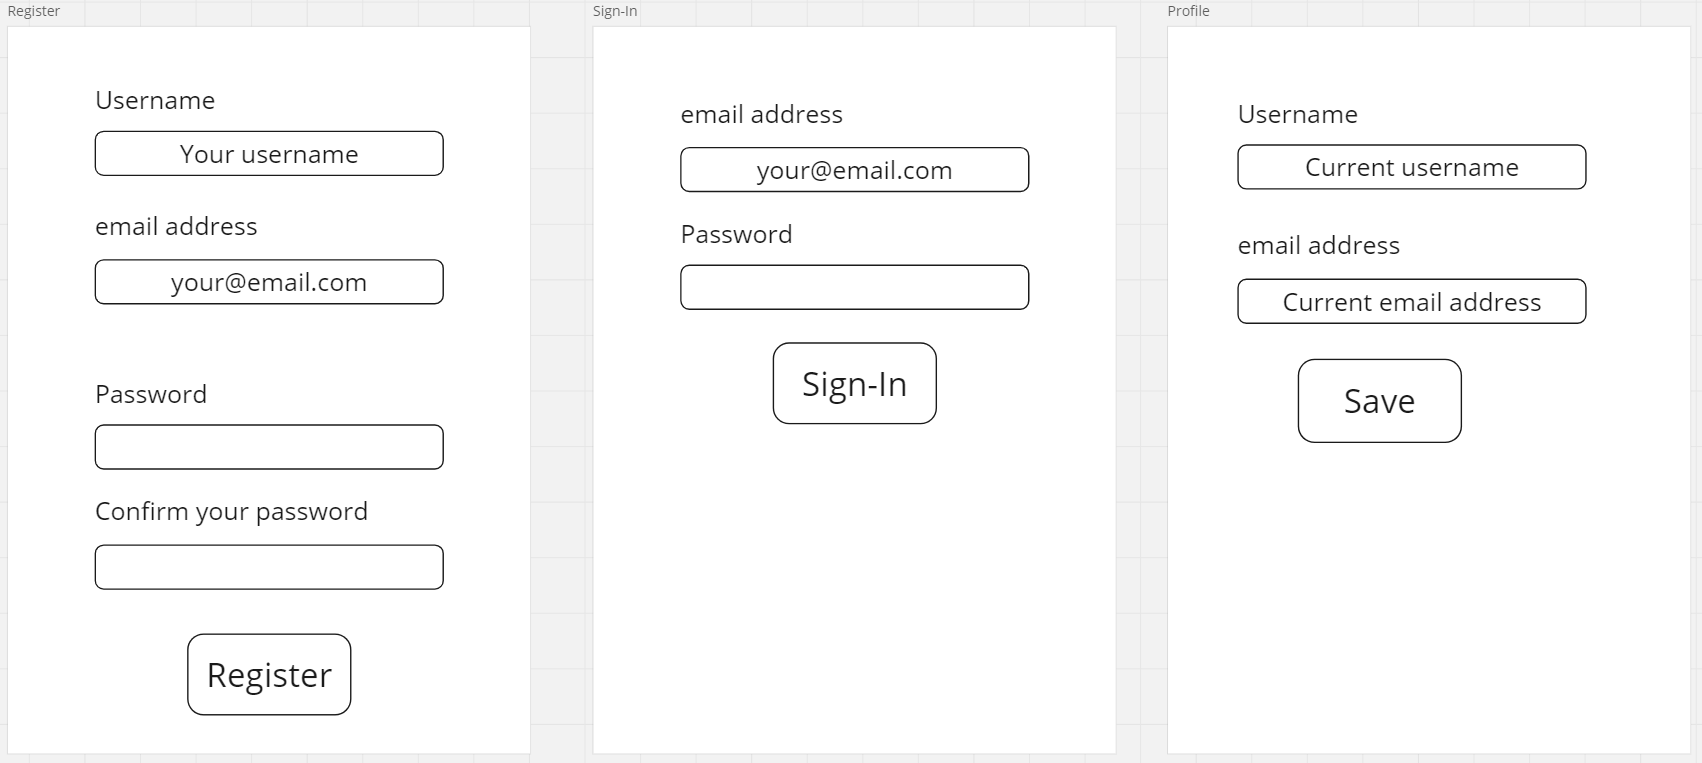 Register
Username
Your username
email address
your@email.com
Password
Confirm your password
Register
Sign-In
email address
your@email.com
Password
Sign-In
Profile
Username
Current username
email address
Current email address
Save